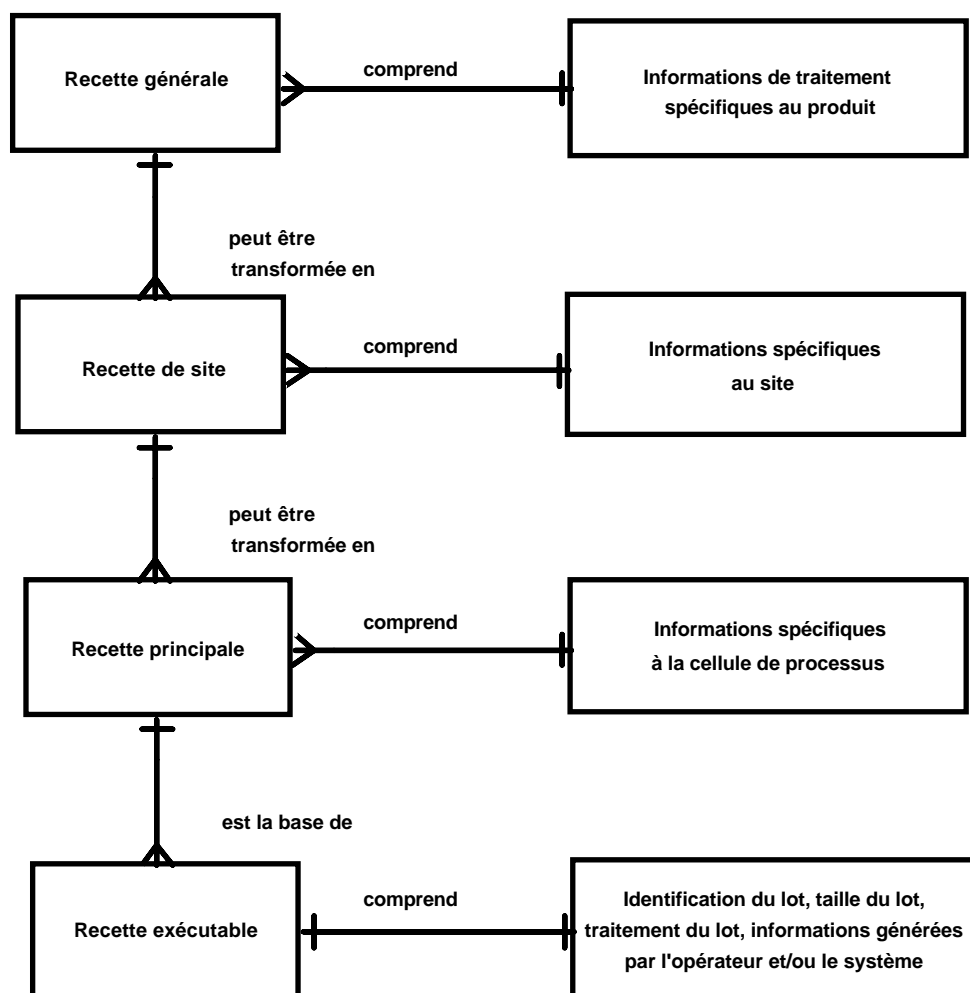 Recette générale
comprend
Informations de traitement
spécifiques au produit
peut être
transformée en
Recette de site
comprend
Informations spécifiques
au site
peut être
transformée en
Recette principale
comprend
Informations spécifiques
à la cellule de processus
est la base de
Recette exécutable
comprend
Identification du lot, taille du lot,
traitement du lot, informations générées
par l'opérateur et/ou le système